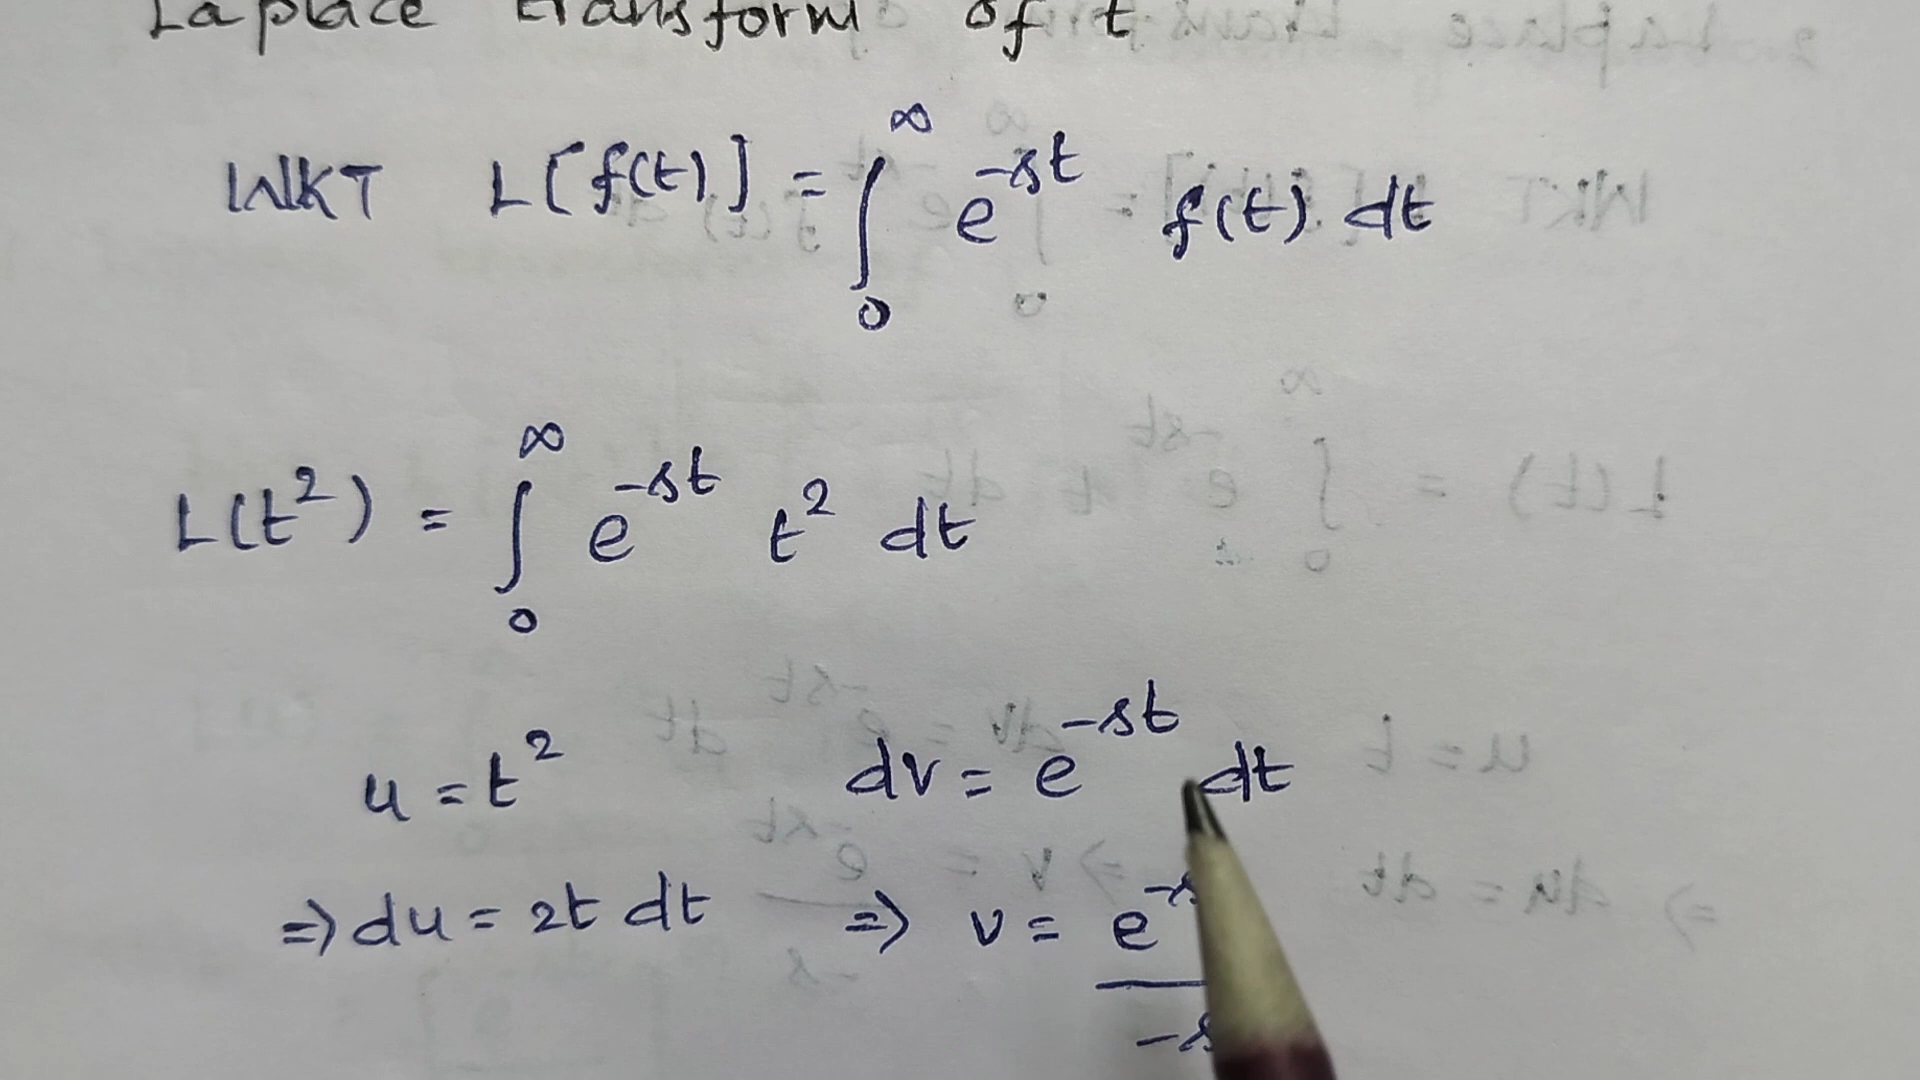 Laplace transform of t
WKT L[f(t)] = ∫₀^∞ e^{-st} f(t) dt
L(t²) = ∫₀^∞ e^{-st} t² dt
u = t² dv = e^{-st} dt
⇒ du = 2t dt ⇒ v = e^{-s / -s